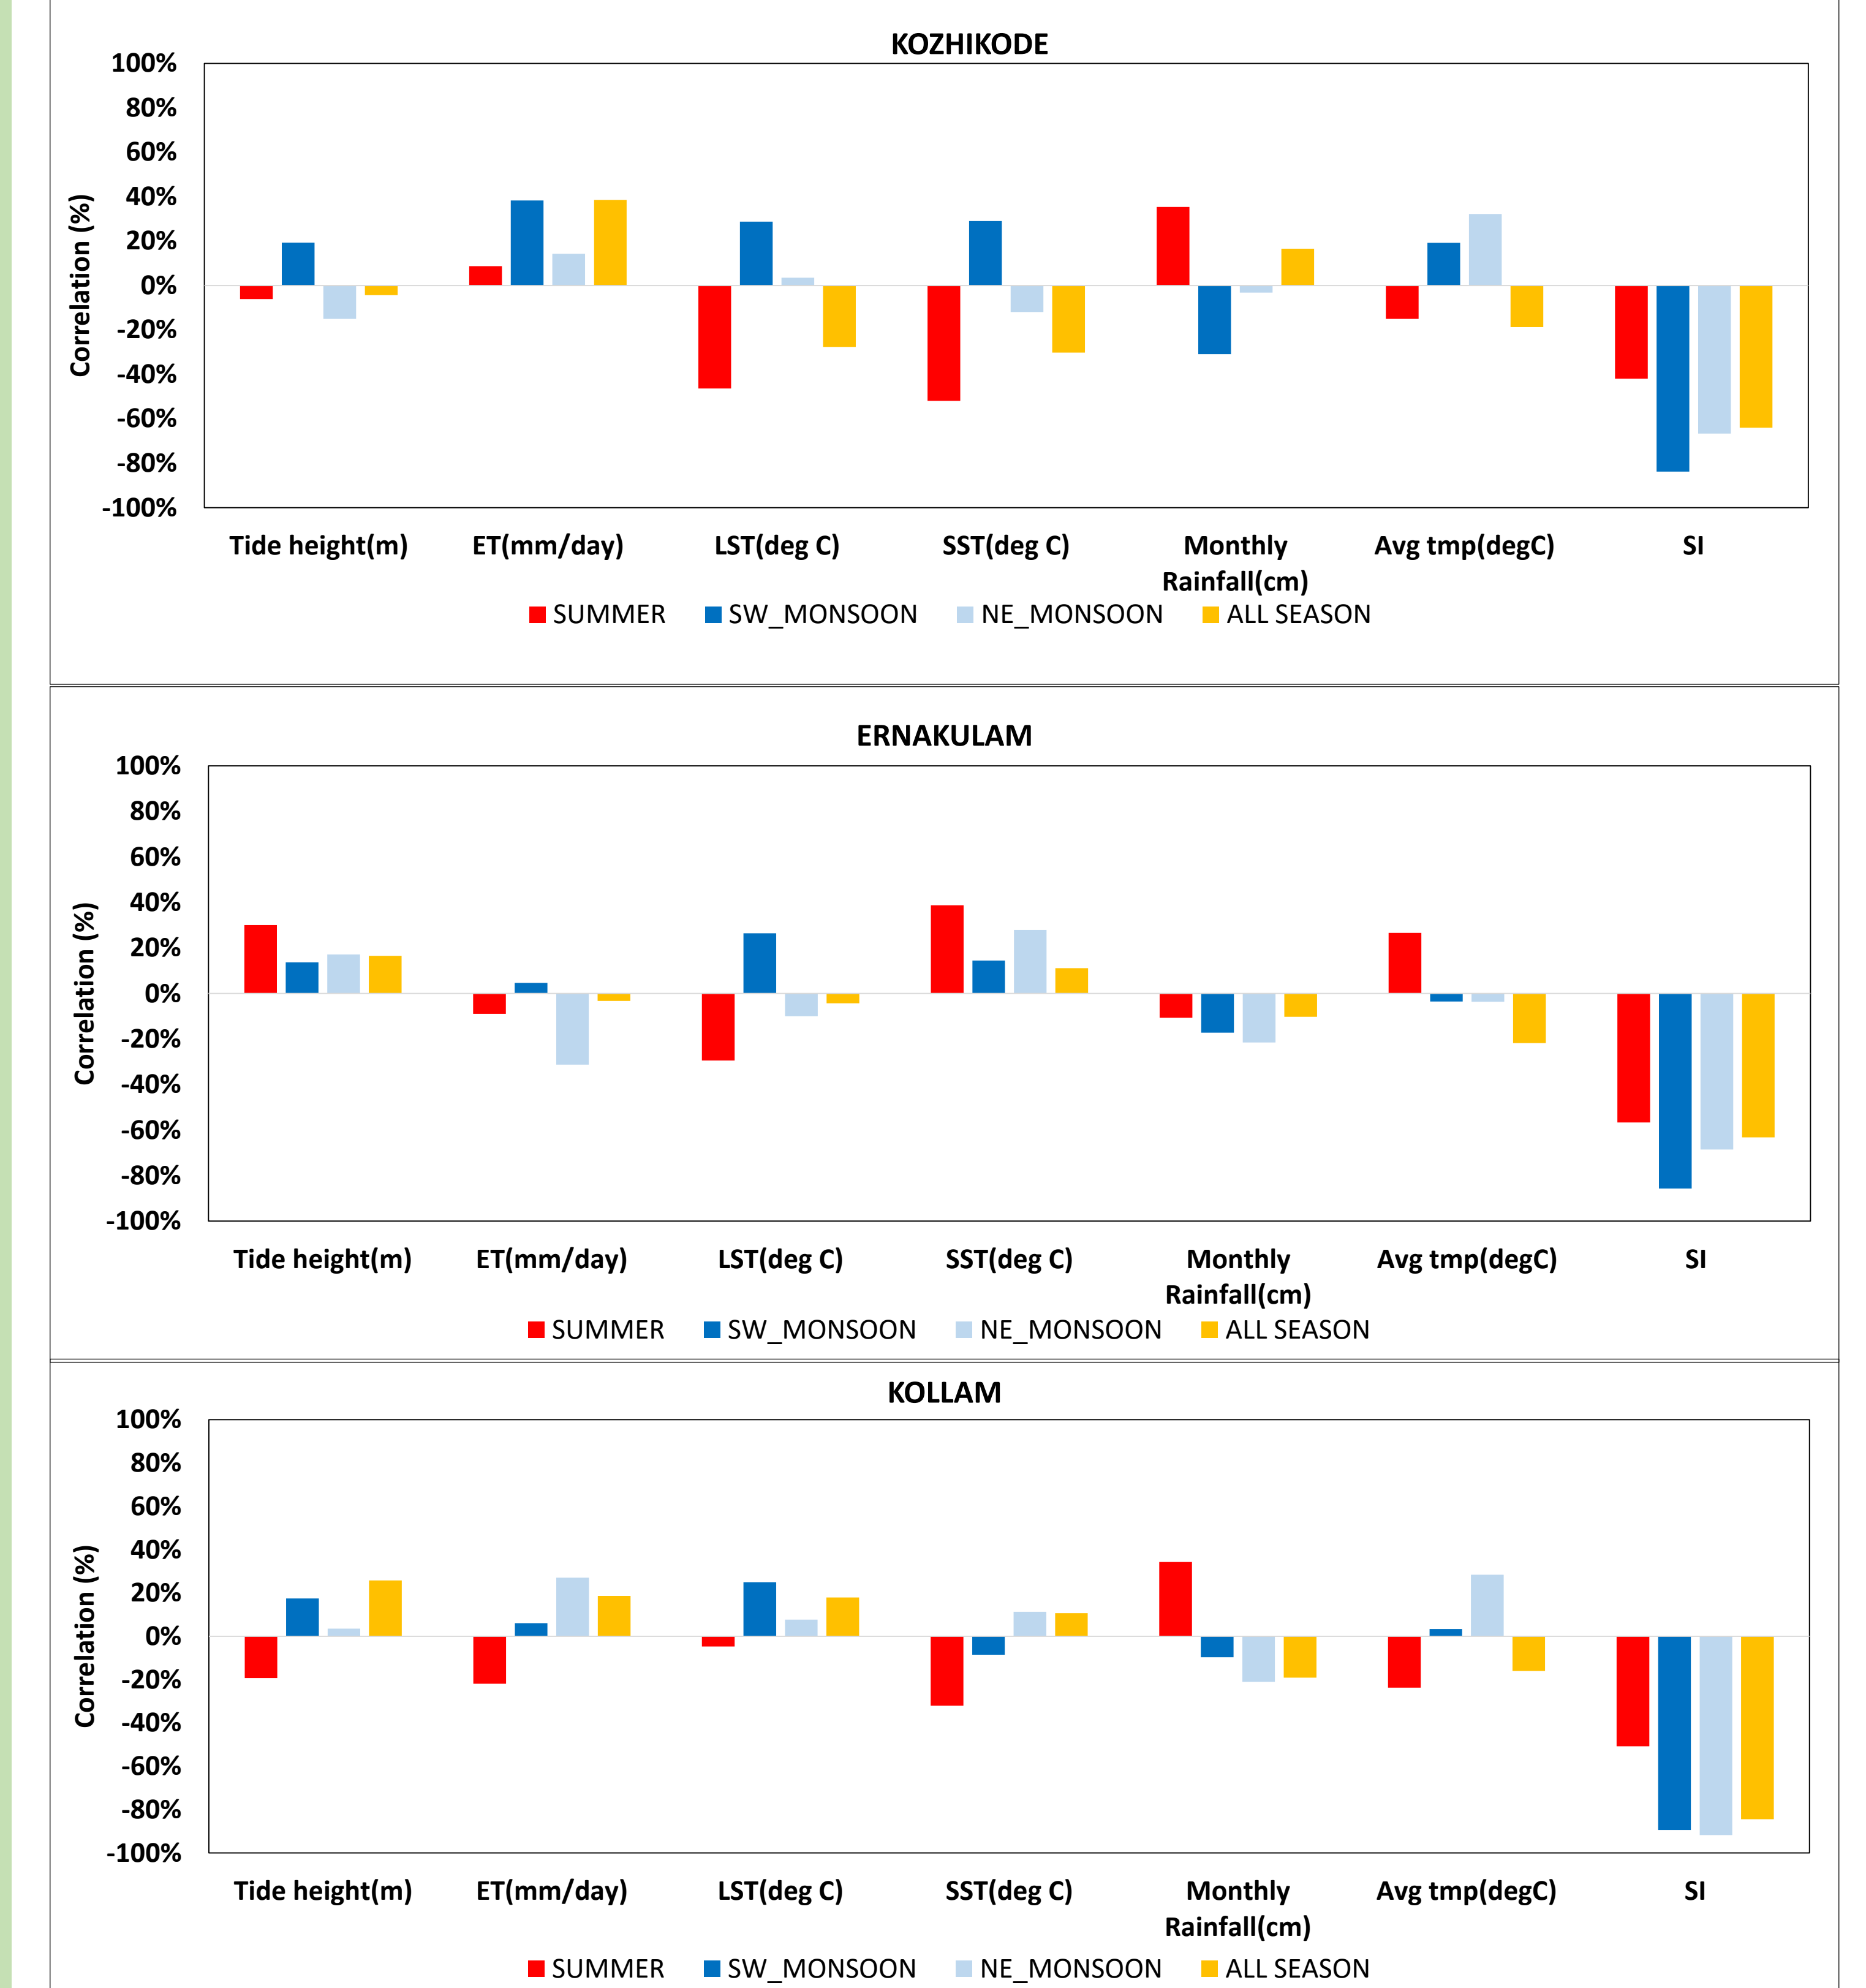 KOZHIKODE
100%
80%
60%
40%
20%
0%
-20%
-40%
-60%
-80%
-100%
Correlation (%)
Tide height(m) ET(mm/day) LST(deg C) SST(deg C) Monthly Avg tmp(degC) SI
Rainfall(cm)
SUMMER SW_MONSOON NE_MONSOON ALL SEASON
ERNAKULAM
100%
80%
60%
40%
20%
0%
-20%
-40%
-60%
-80%
-100%
Correlation (%)
Tide height(m) ET(mm/day) LST(deg C) SST(deg C) Monthly Avg tmp(degC) SI
Rainfall(cm)
SUMMER SW_MONSOON NE_MONSOON ALL SEASON
KOLLAM
100%
80%
60%
40%
20%
0%
-20%
-40%
-60%
-80%
-100%
Correlation (%)
Tide height(m) ET(mm/day) LST(deg C) SST(deg C) Monthly Avg tmp(degC) SI
Rainfall(cm)
SUMMER SW_MONSOON NE_MONSOON ALL SEASON